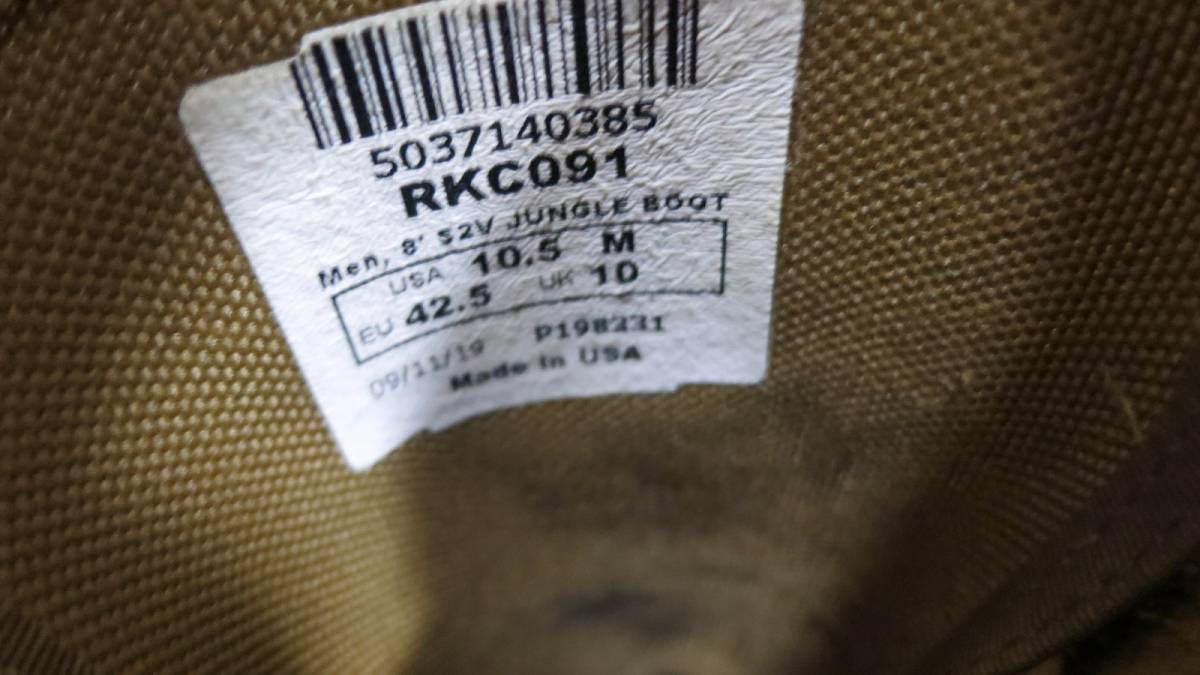 5037140385
RKC091
Men, 8' S2V JUNGLE BOOT
USA 10.5 M
EU 42.5 UK 10
09/11/19 P198231
Made in USA